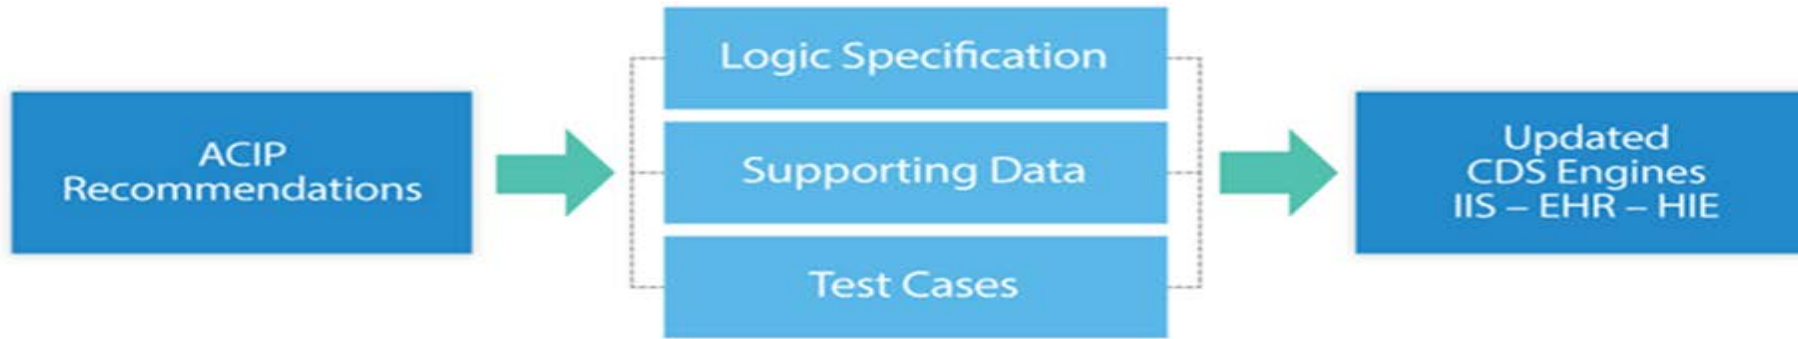 ACIP
Recommendations
Logic Specification
Supporting Data
Test Cases
Updated
CDS Engines
IIS – EHR – HIE